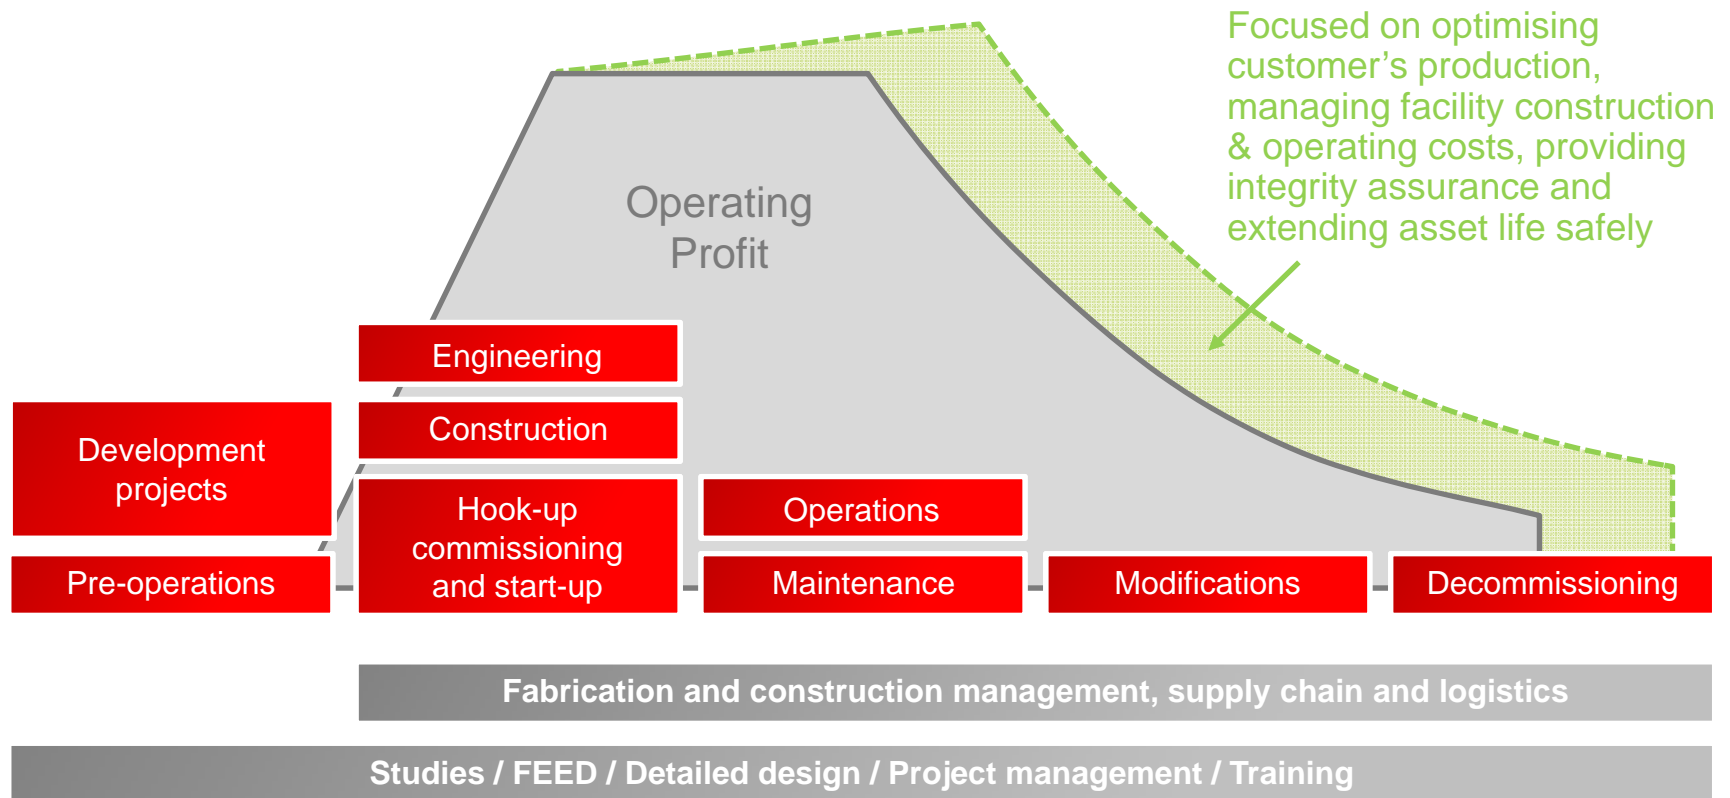 Focused on optimising
customer’s production,
managing facility construction
& operating costs, providing
integrity assurance and
extending asset life safely
Operating
Profit
Engineering
Construction
Development
projects
Hook-up
commissioning
and start-up
Operations
Pre-operations
Maintenance
Modifications
Decommissioning
Fabrication and construction management, supply chain and logistics
Studies / FEED / Detailed design / Project management / Training